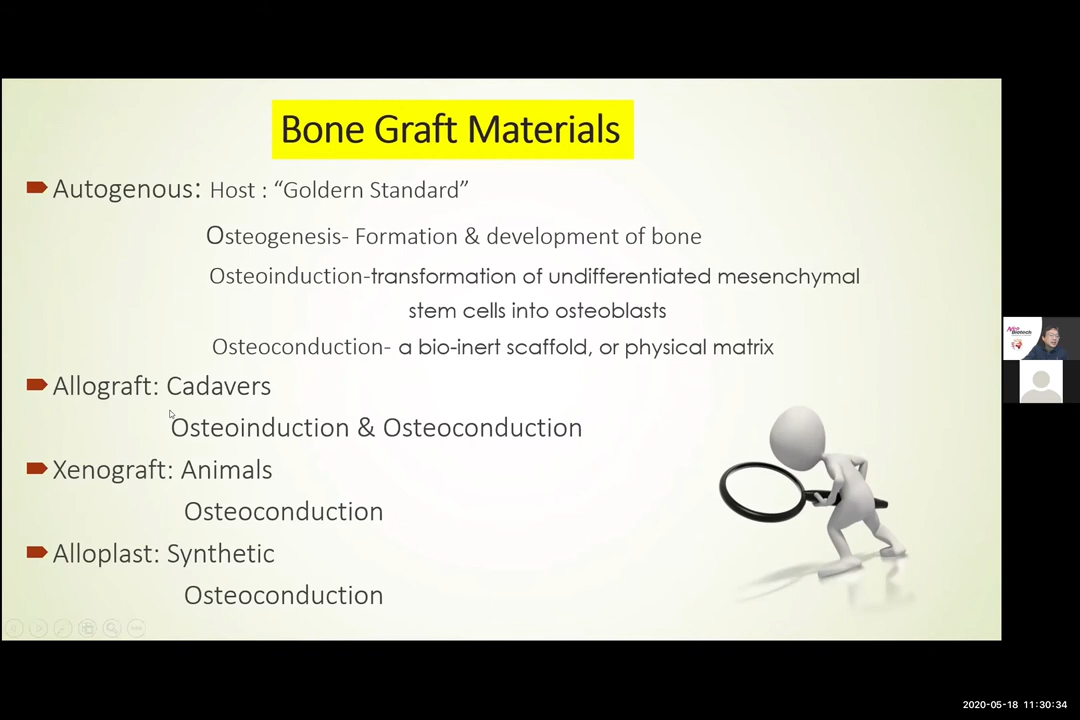 Bone Graft Materials
Autogenous: Host : “Goldern Standard”
Osteogenesis- Formation & development of bone
Osteoinduction-transformation of undifferentiated mesenchymal
stem cells into osteoblasts
Osteoconduction- a bio-inert scaffold, or physical matrix
Allograft: Cadavers
Osteoinduction & Osteoconduction
Xenograft: Animals
Osteoconduction
Alloplast: Synthetic
Osteoconduction
Neo
Biotech
2020-05-18 11:30:34